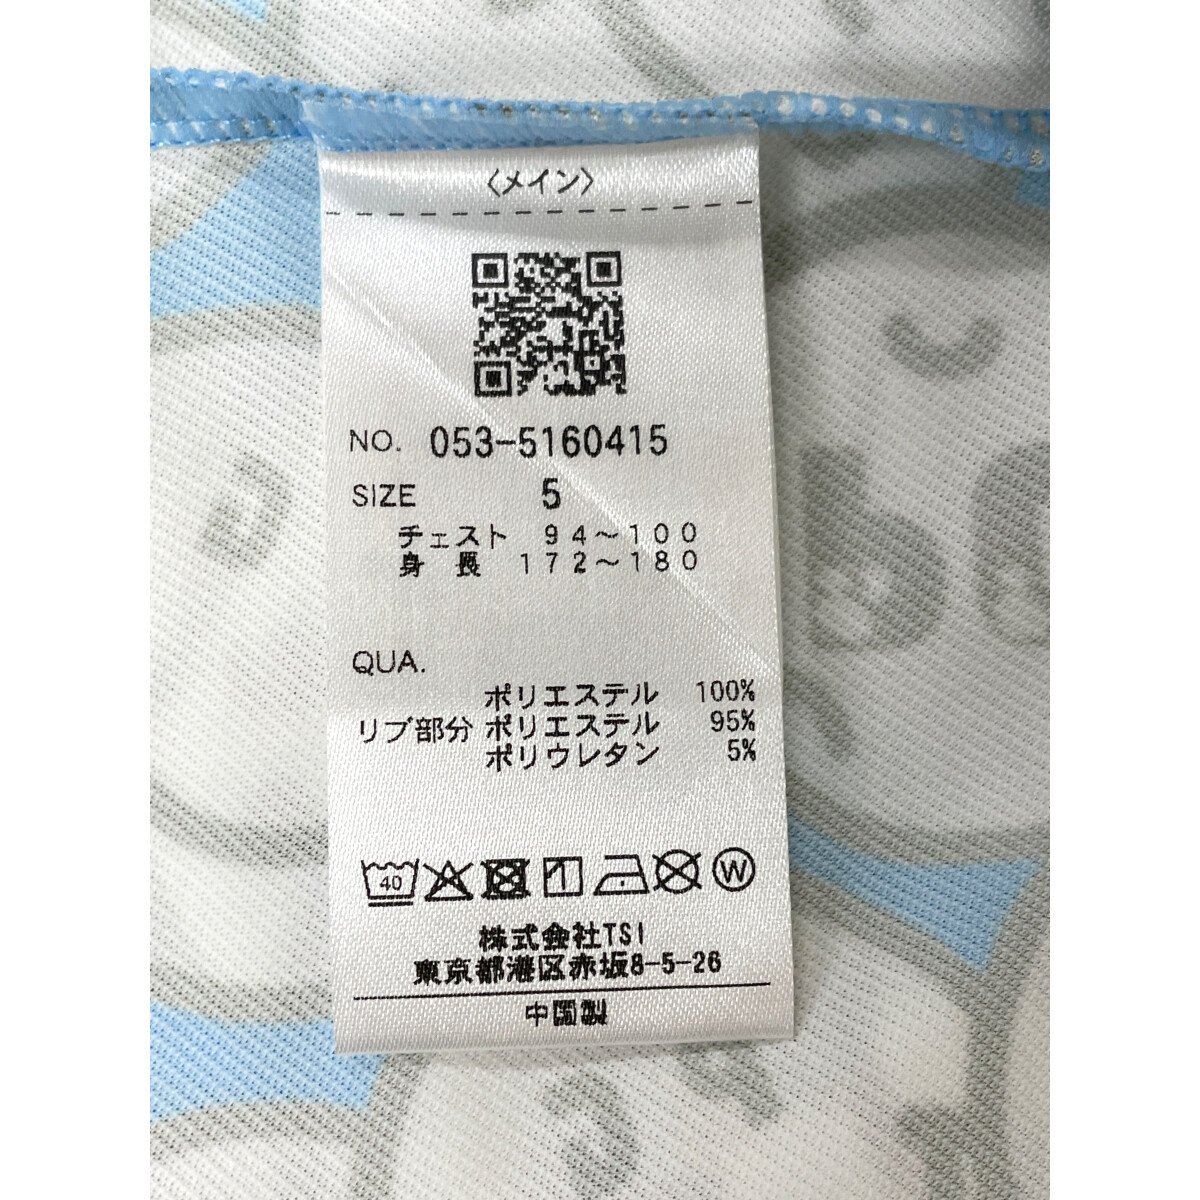 〈メイン〉
NO. 053-5160415
SIZE 5
チェスト 94～100
身長 172～180
QUA.
ポリエステル 100%
リブ部分 ポリエステル 95%
ポリウレタン 5%
40 W
株式会社TSI
東京都港区赤坂8-5-26
中国製